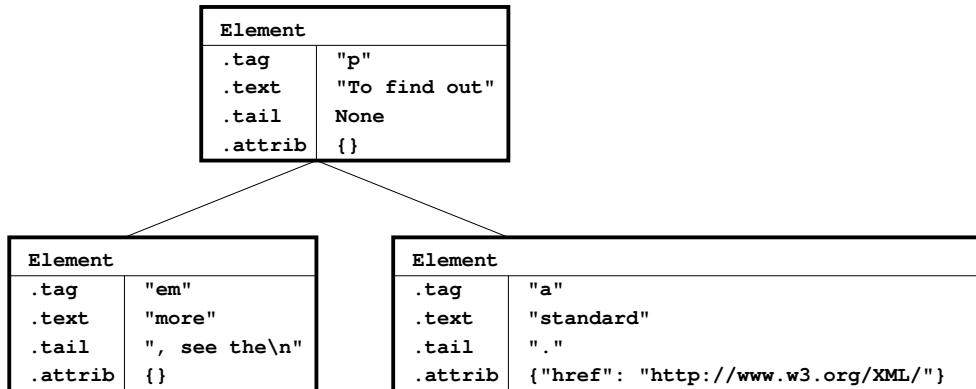 Element
.tag "p"
.text "To find out"
.tail None
.attrib {}
Element
.tag "em"
.text "more"
.tail ", see the\n"
.attrib {}
Element
.tag "a"
.text "standard"
.tail "."
.attrib {"href": "http://www.w3.org/XML/"}